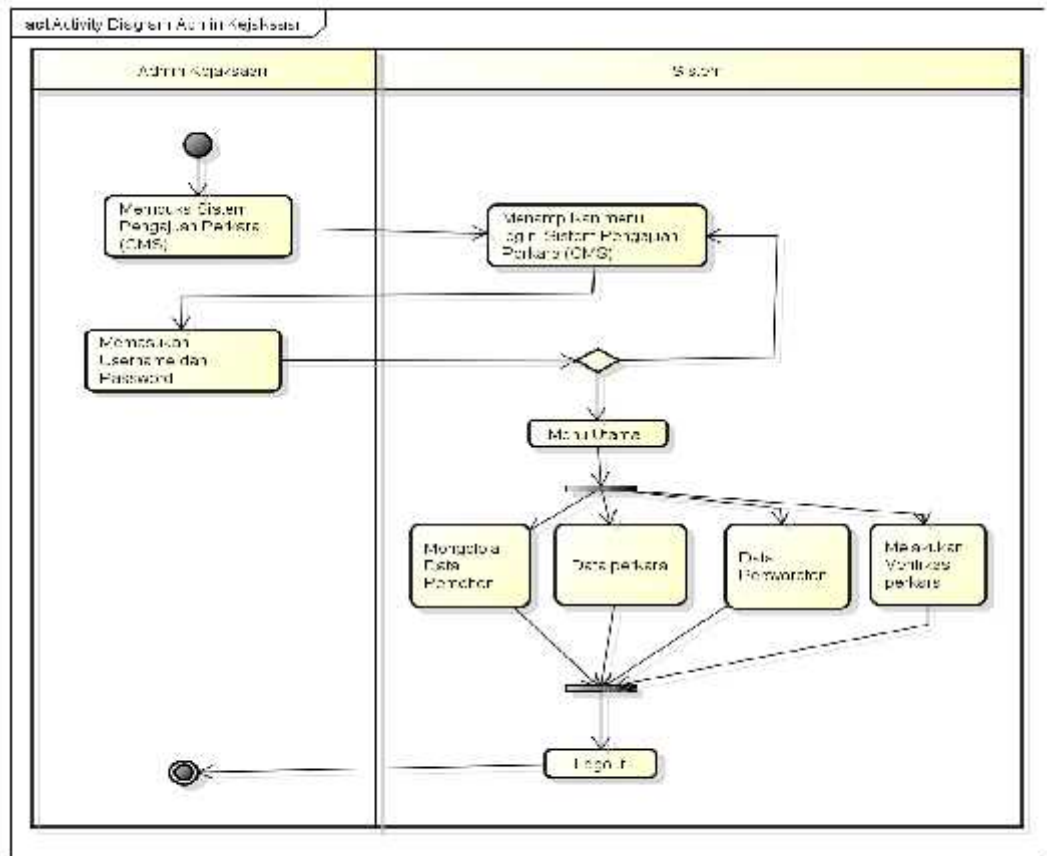 act Activity Diagram Admin Kejaksaan
Admin Kejaksaan
Sistem
Membuka Sistem
Pengajuan Perkara
(CMS)
Menampilkan menu
login Sistem Pengajuan
Perkara (CMS)
Memasukan
Username dan
Password
Menu Utama
Mengelola
Data
Pemohon
Data perkara
Data
Persyaratan
Melakukan
Verifikasi
perkara
Logout